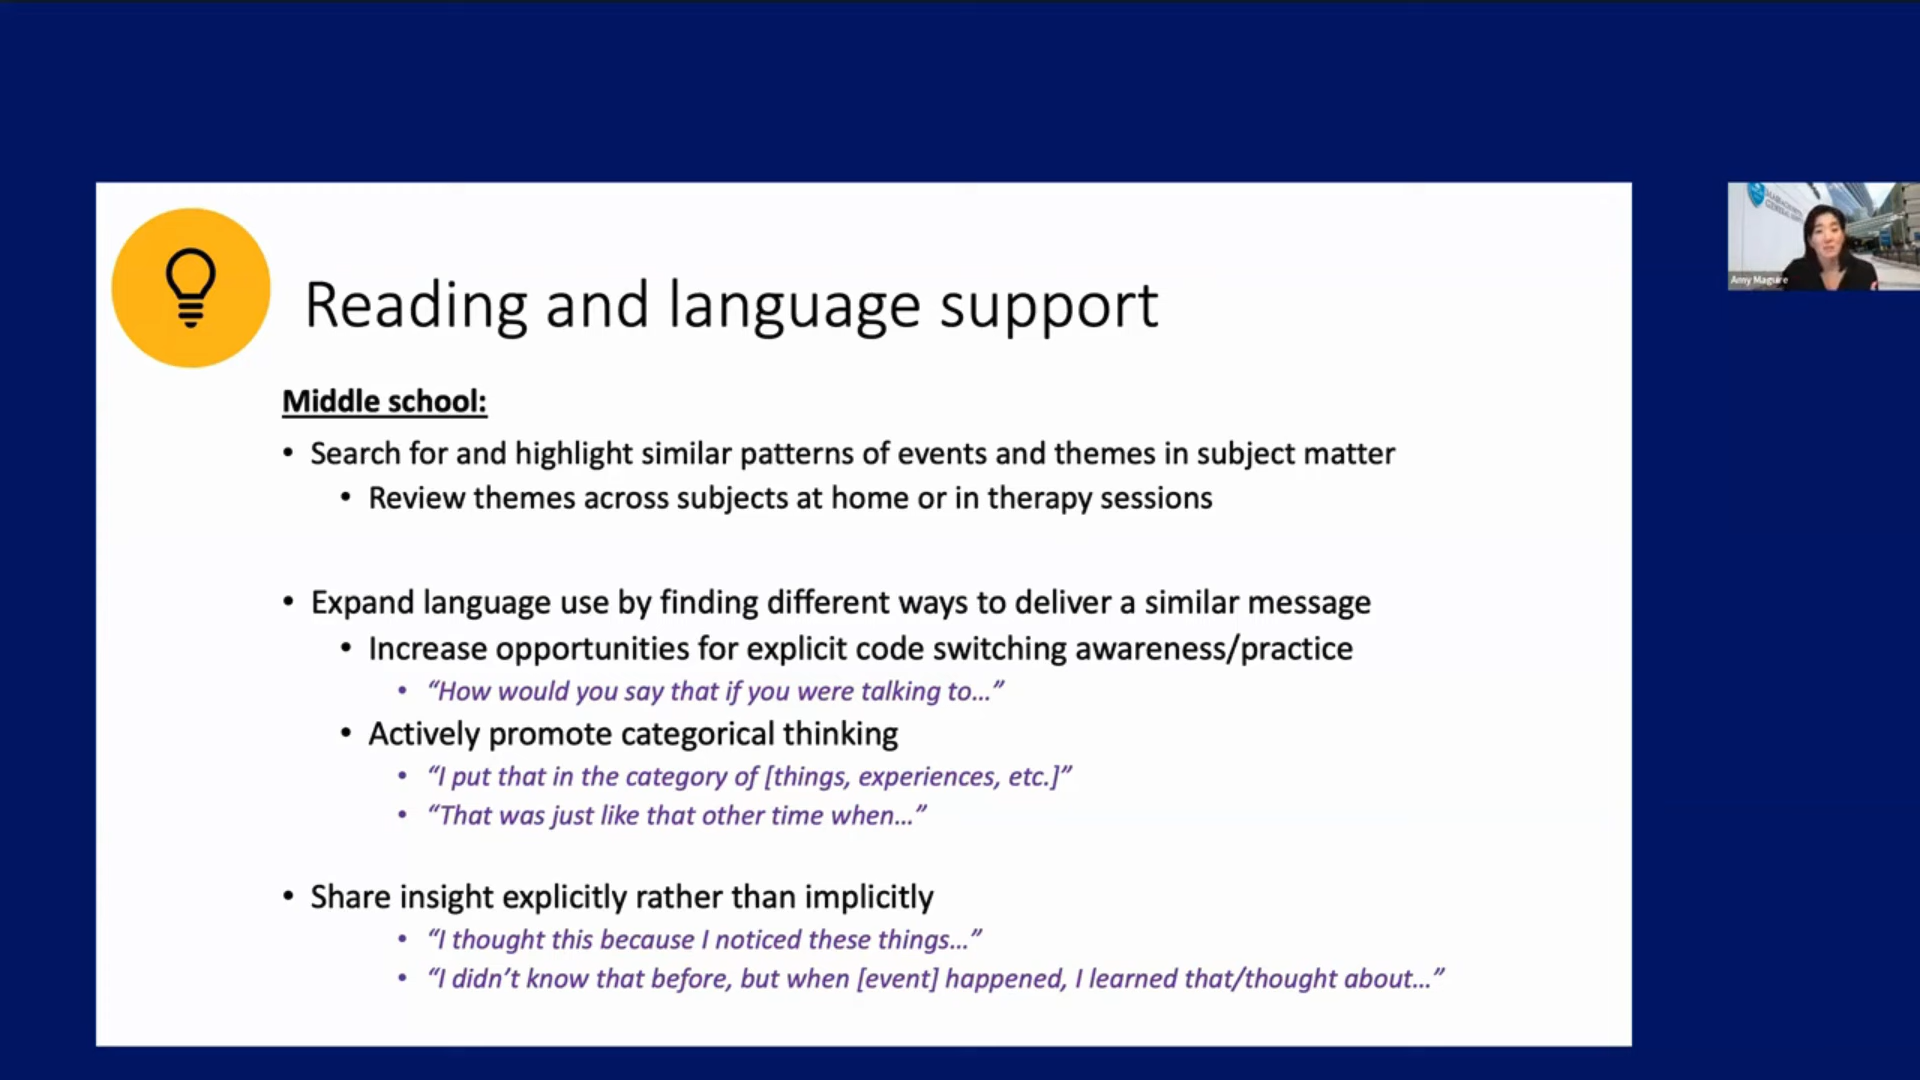 Reading and language support
Middle school:
• Search for and highlight similar patterns of events and themes in subject matter
• Review themes across subjects at home or in therapy sessions
• Expand language use by finding different ways to deliver a similar message
• Increase opportunities for explicit code switching awareness/practice
• “How would you say that if you were talking to…”
• Actively promote categorical thinking
• “I put that in the category of [things, experiences, etc.]”
• “That was just like that other time when…”
• Share insight explicitly rather than implicitly
• “I thought this because I noticed these things…”
• “I didn’t know that before, but when [event] happened, I learned that/thought about…”
MASSACHUSETTS
GENERAL
Amy Maguire